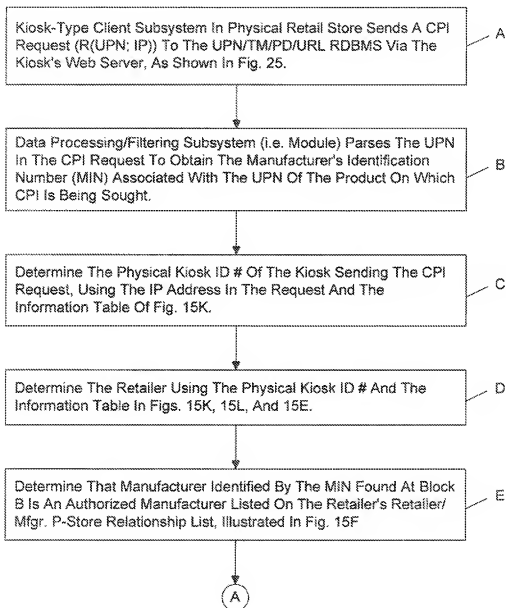 Kiosk-Type Client Subsystem In Physical Retail Store Sends A CPI
Request (R(UPN; IP)) To The UPN/TM/PD/URL RDBMS Via The
Kiosk's Web Server, As Shown In Fig. 25.
A
Data Processing/Filtering Subsystem (i.e. Module) Parses The UPN
In The CPI Request To Obtain The Manufacturer's Identification
Number (MIN) Associated With The UPN Of The Product On Which
CPI Is Being Sought.
B
Determine The Physical Kiosk ID # Of The Kiosk Sending The CPI
Request, Using The IP Address In The Request And The
Information Table Of Fig. 15K.
C
Determine The Retailer Using The Physical Kiosk ID # And The
Information Table In Figs. 15K, 15L, And 15E.
D
Determine That Manufacturer Identified By The MIN Found At Block
B Is An Authorized Manufacturer Listed On The Retailer's Retailer/
Mfgr. P-Store Relationship List, Illustrated In Fig. 15F
E
A